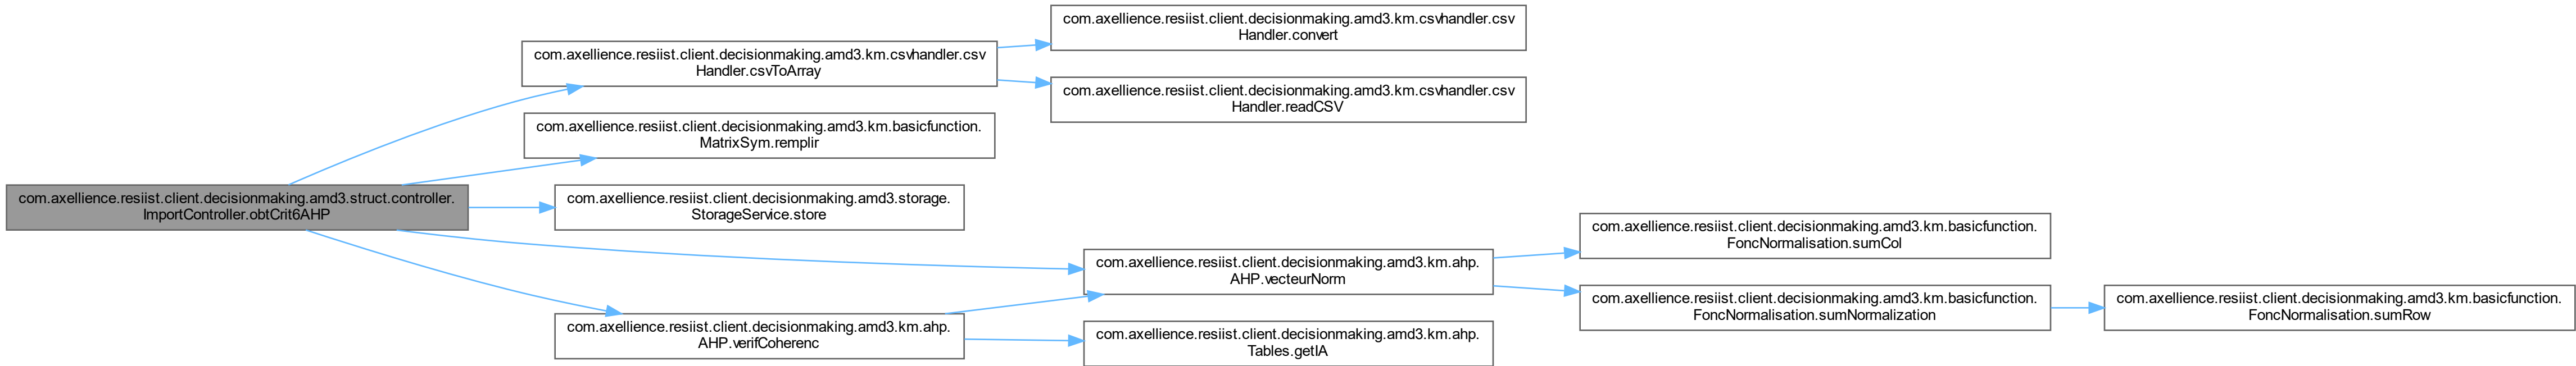 com.axellience.resiist.client.decisionmaking.amd3.struct.controller.
ImportController.obtCrit6AHP
com.axellience.resiist.client.decisionmaking.amd3.km.csvhandler.csv
Handler.csvToArray
com.axellience.resiist.client.decisionmaking.amd3.km.csvhandler.csv
Handler.convert
com.axellience.resiist.client.decisionmaking.amd3.km.csvhandler.csv
Handler.readCSV
com.axellience.resiist.client.decisionmaking.amd3.km.basicfunction.
MatrixSym.remplir
com.axellience.resiist.client.decisionmaking.amd3.storage.
StorageService.store
com.axellience.resiist.client.decisionmaking.amd3.km.ahp.
AHP.vecteurNorm
com.axellience.resiist.client.decisionmaking.amd3.km.basicfunction.
FoncNormalisation.sumCol
com.axellience.resiist.client.decisionmaking.amd3.km.basicfunction.
FoncNormalisation.sumNormalization
com.axellience.resiist.client.decisionmaking.amd3.km.basicfunction.
FoncNormalisation.sumRow
com.axellience.resiist.client.decisionmaking.amd3.km.ahp.
AHP.verifCoherenc
com.axellience.resiist.client.decisionmaking.amd3.km.ahp.
Tables.getIA